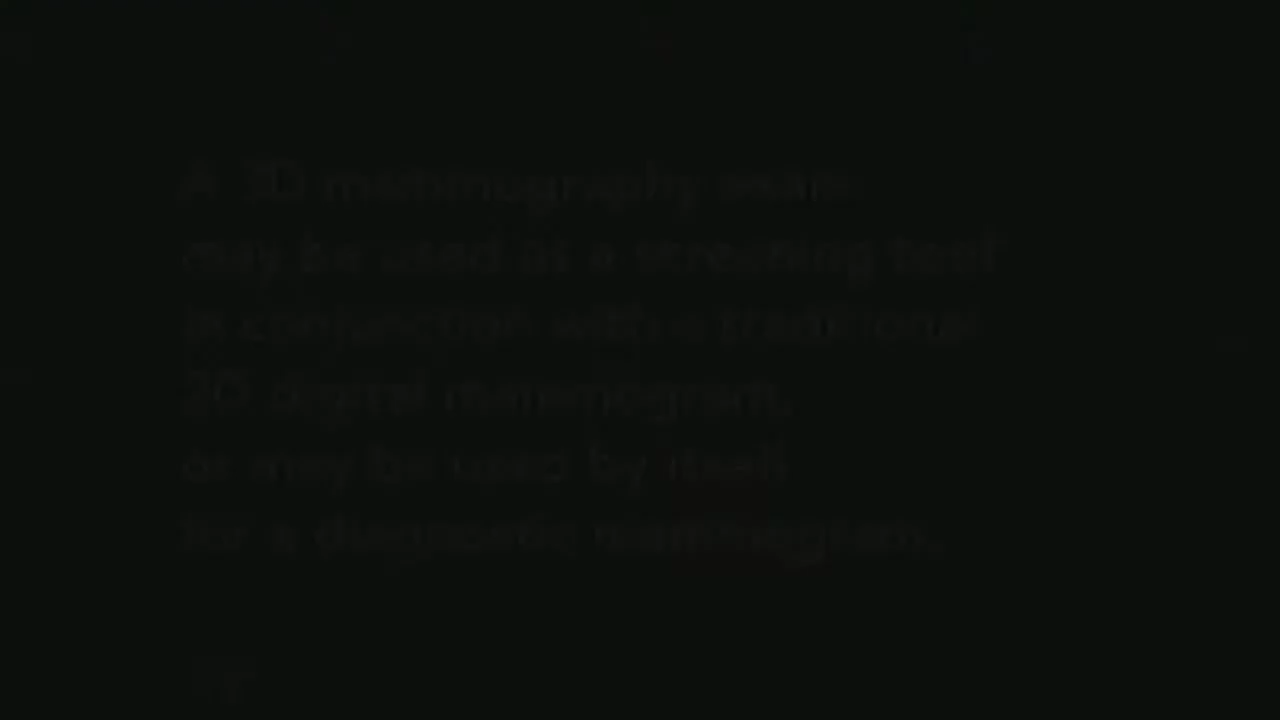 A 3D mammography exam
may be used as a screening tool
in conjunction with a traditional
2D digital mammogram,
or may be used by itself
for a diagnostic mammogram.